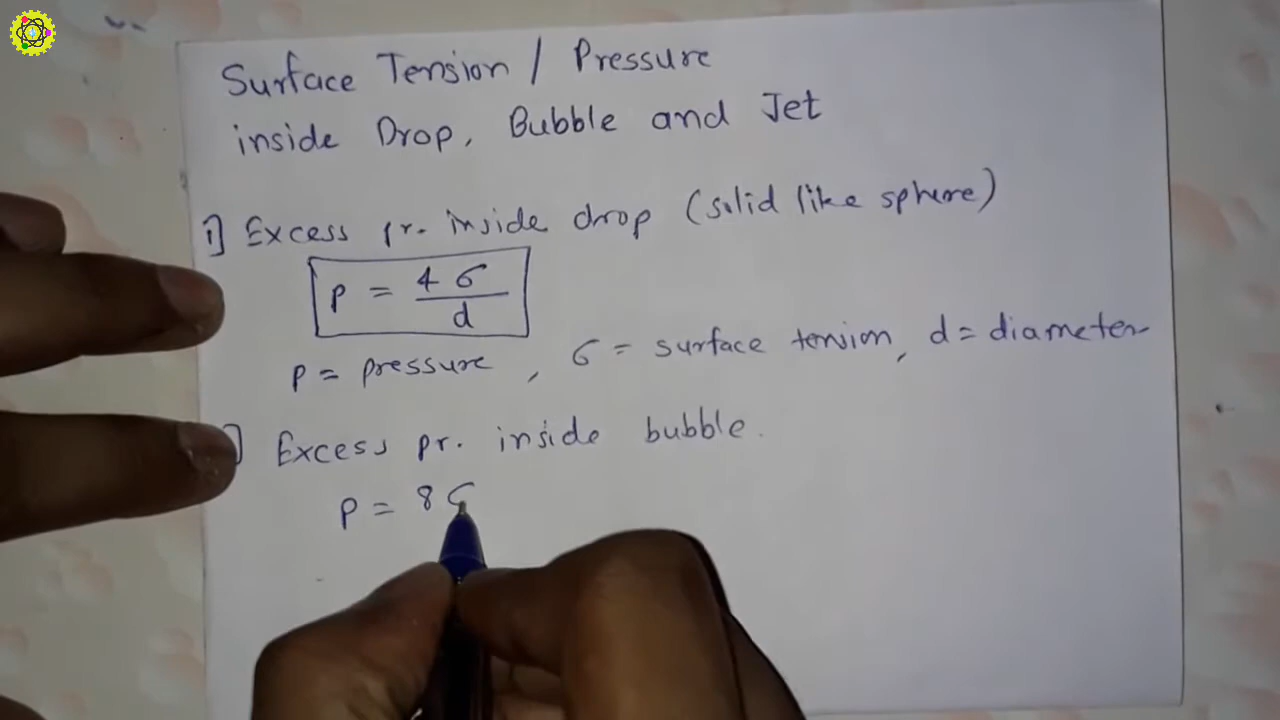 Surface Tension / Pressure
inside Drop, Bubble and Jet
1] Excess pr. inside drop (solid like sphere)
P = 4σ/d
P = pressure, σ = surface tension, d = diameter
] Excess pr. inside bubble.
P = 8σ